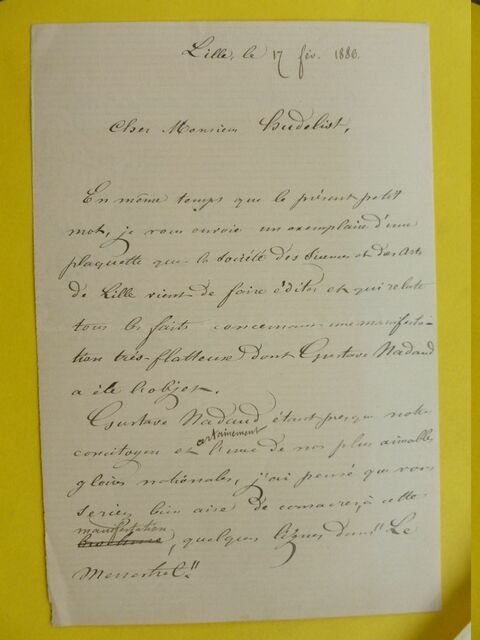 Lille, le 17 fév. 1880.
Cher Monsieur Hudelist,
En même temps que le présent petit
mot, je vous envoie un exemplaire d'une
plaquette que la Société des Sciences et des Arts
de Lille vient de faire éditer et qui relate
tous les faits concernant une manifesta-
tion très-flatteuse dont Gustave Nadaud
a été l'objet.
Gustave Nadaud étant presque notre
certainement
concitoyen et l'une de nos plus aimables
gloires nationales, j'ai pensé que vous
seriez bien aise de consacrer, à cette
manifestation
brochure, quelques lignes dans "Le
Menestrel".